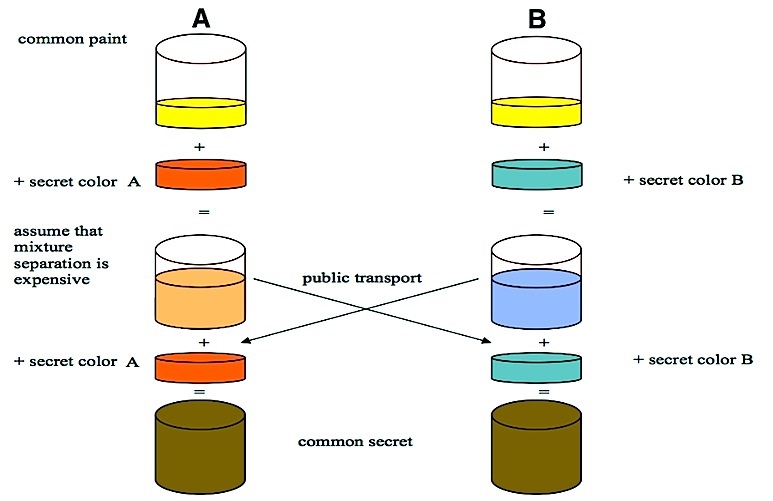 A B
common paint
+ +
+ secret color A
+ secret color B
= =
assume that
mixture
separation is
expensive
public transport
+ +
+ secret color A
+ secret color B
= =
common secret